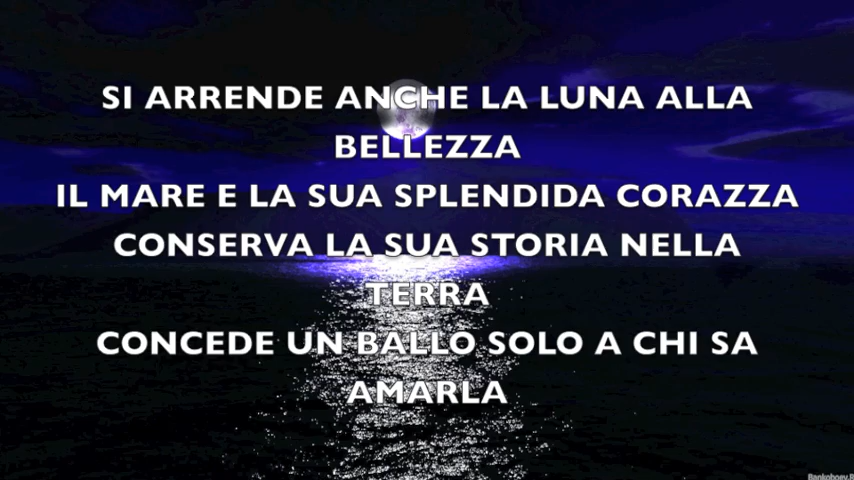 SI ARRENDE ANCHE LA LUNA ALLA
BELLEZZA
IL MARE E LA SUA SPLENDIDA CORAZZA
CONSERVA LA SUA STORIA NELLA
TERRA
CONCEDE UN BALLO SOLO A CHI SA
AMARLA